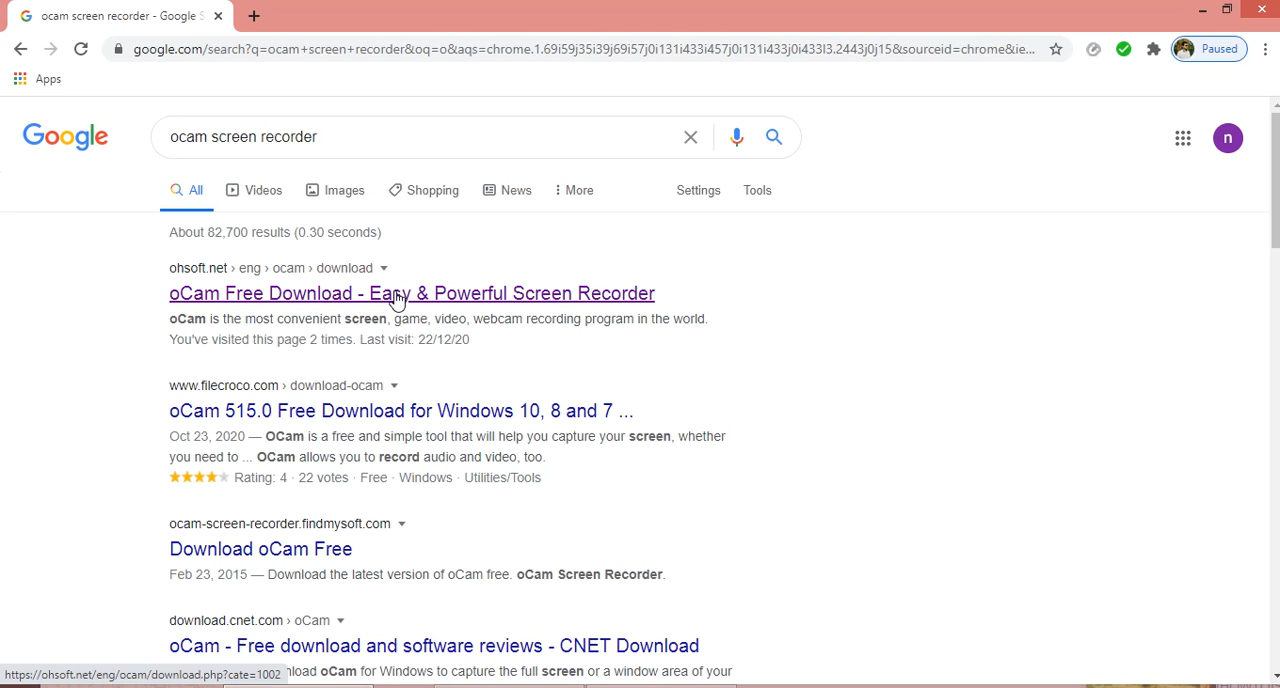 ocam screen recorder - Google S
google.com/search?q=ocam+screen+recorder&oq=o&aqs=chrome.1.69i59j35i39j69i57j0i131i433i457j0i131i433j0i433l3.2443j0j15&sourceid=chrome&ie...
Paused
Apps
Google
ocam screen recorder
n
All
Videos
Images
Shopping
News
More
Settings
Tools
About 82,700 results (0.30 seconds)
ohsoft.net › eng › ocam › download
oCam Free Download - Easy & Powerful Screen Recorder
oCam is the most convenient screen, game, video, webcam recording program in the world.
You've visited this page 2 times. Last visit: 22/12/20
www.filecroco.com › download-ocam
oCam 515.0 Free Download for Windows 10, 8 and 7 ...
Oct 23, 2020 — OCam is a free and simple tool that will help you capture your screen, whether
you need to ... OCam allows you to record audio and video, too.
Rating: 4 · 22 votes · Free · Windows · Utilities/Tools
ocam-screen-recorder.findmysoft.com
Download oCam Free
Feb 23, 2015 — Download the latest version of oCam free. oCam Screen Recorder.
download.cnet.com › oCam
oCam - Free download and software reviews - CNET Download
nload oCam for Windows to capture the full screen or a window area of your
https://ohsoft.net/eng/ocam/download.php?cate=1002